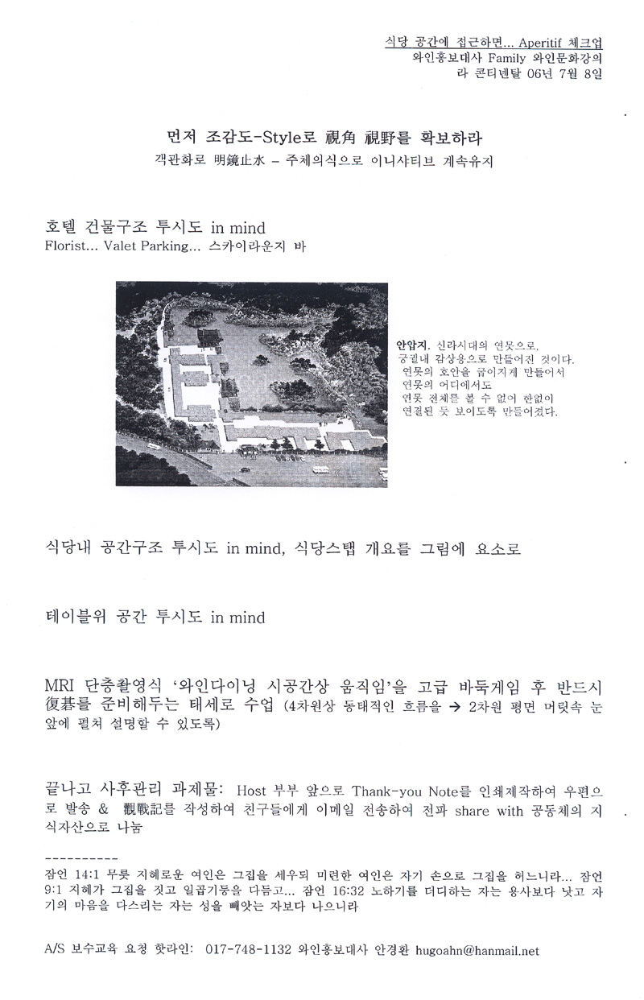 식당 공간에 접근하면... Aperitif 체크업
와인홍보대사 Family 와인문화강의
라 콘티넨탈 06년 7월 8일
먼저 조감도-Style로 視角 視野를 확보하라
객관화로 明鏡止水 – 주체의식으로 이니샤티브 계속유지
호텔 건물구조 투시도 in mind
Florist... Valet Parking... 스카이라운지 바
안압지. 신라시대의 연못으로,
궁궐내 감상용으로 만들어진 것이다.
연못의 호안을 굽이지게 만들어서
연못의 어디에서도
연못 전체를 볼 수 없어 한없이
연결된 듯 보이도록 만들어졌다.
식당내 공간구조 투시도 in mind, 식당스탭 개요를 그림에 요소로
테이블위 공간 투시도 in mind
MRI 단층촬영식 ‘와인다이닝 시공간상 움직임’을 고급 바둑게임 후 반드시
復碁를 준비해두는 태세로 수업 (4차원상 동태적인 흐름을 → 2차원 평면 머릿속 눈
앞에 펼쳐 설명할 수 있도록)
끝나고 사후관리 과제물: Host 부부 앞으로 Thank-you Note를 인쇄제작하여 우편으
로 발송 & 觀戰記를 작성하여 친구들에게 이메일 전송하여 전파 share with 공동체의 지
식자산으로 나눔
----------
잠언 14:1 무릇 지혜로운 여인은 그집을 세우되 미련한 여인은 자기 손으로 그집을 허느니라... 잠언
9:1 지혜가 그집을 짓고 일곱기둥을 다듬고... 잠언 16:32 노하기를 더디하는 자는 용사보다 낫고 자
기의 마음을 다스리는 자는 성을 빼앗는 자보다 나으니라
A/S 보수교육 요청 핫라인: 017-748-1132 와인홍보대사 안경환 hugoahn@hanmail.net